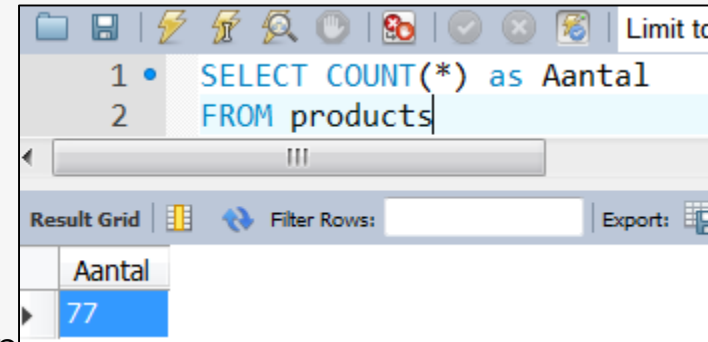 Limit to
1 SELECT COUNT(*) as Aantal
2 FROM products
Result Grid Filter Rows: Export:
Aantal
77